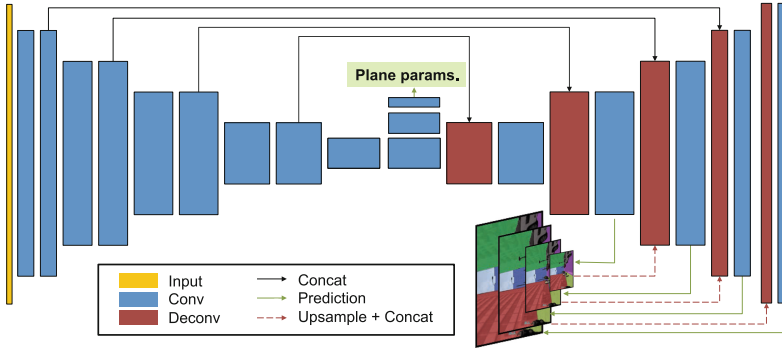 Plane params.
Input
Conv
Deconv
Concat
Prediction
Upsample + Concat